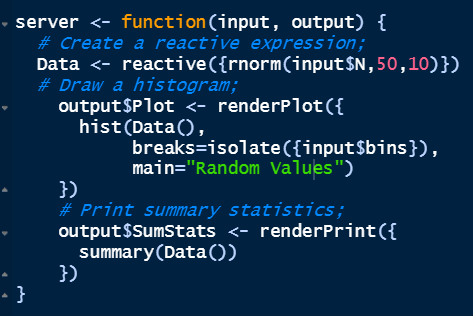 server <- function(input, output) {
  # Create a reactive expression;
  Data <- reactive({rnorm(input$N,50,10)})
  # Draw a histogram;
    output$Plot <- renderPlot({
      hist(Data(),
           breaks=isolate({input$bins}),
           main="Random Values")
    })
    # Print summary statistics;
    output$SumStats <- renderPrint({
      summary(Data())
    })
}